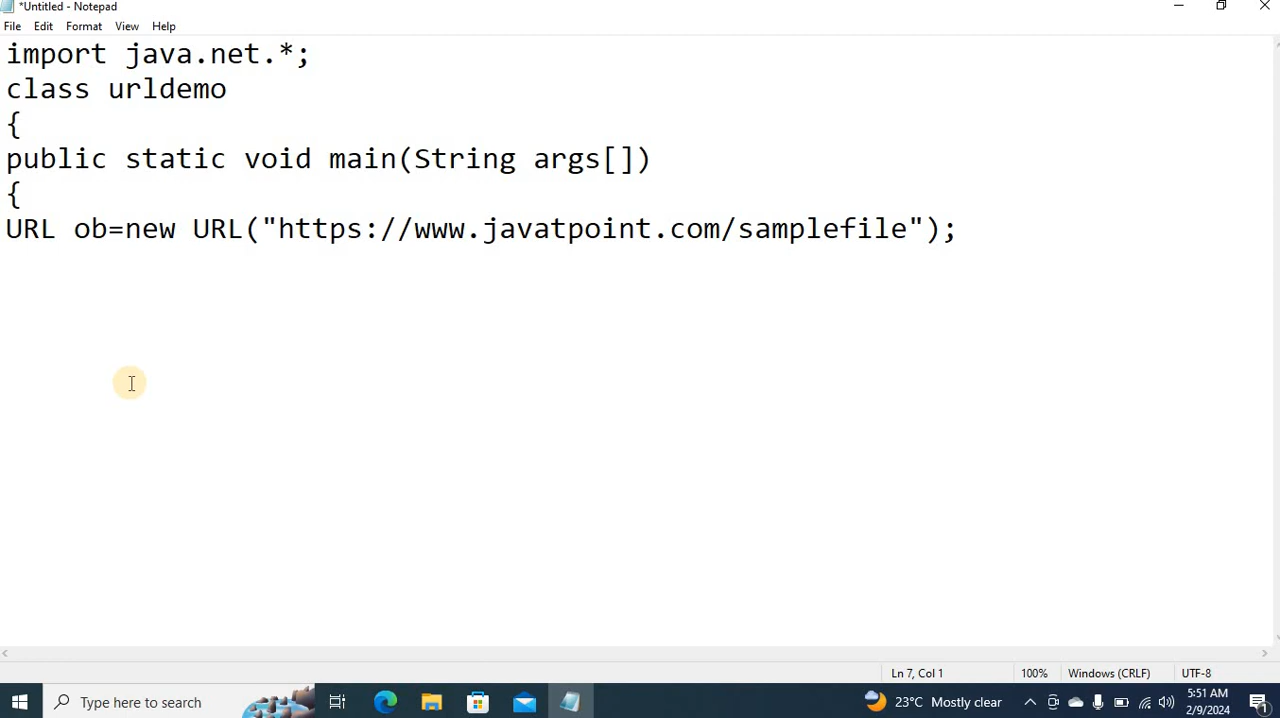 *Untitled - Notepad
File Edit Format View Help
import java.net.*;
class urldemo
{
public static void main(String args[])
{
URL ob=new URL("https://www.javatpoint.com/samplefile");
Ln 7, Col 1 100% Windows (CRLF) UTF-8
Type here to search 23°C Mostly clear 5:51 AM
2/9/2024
1